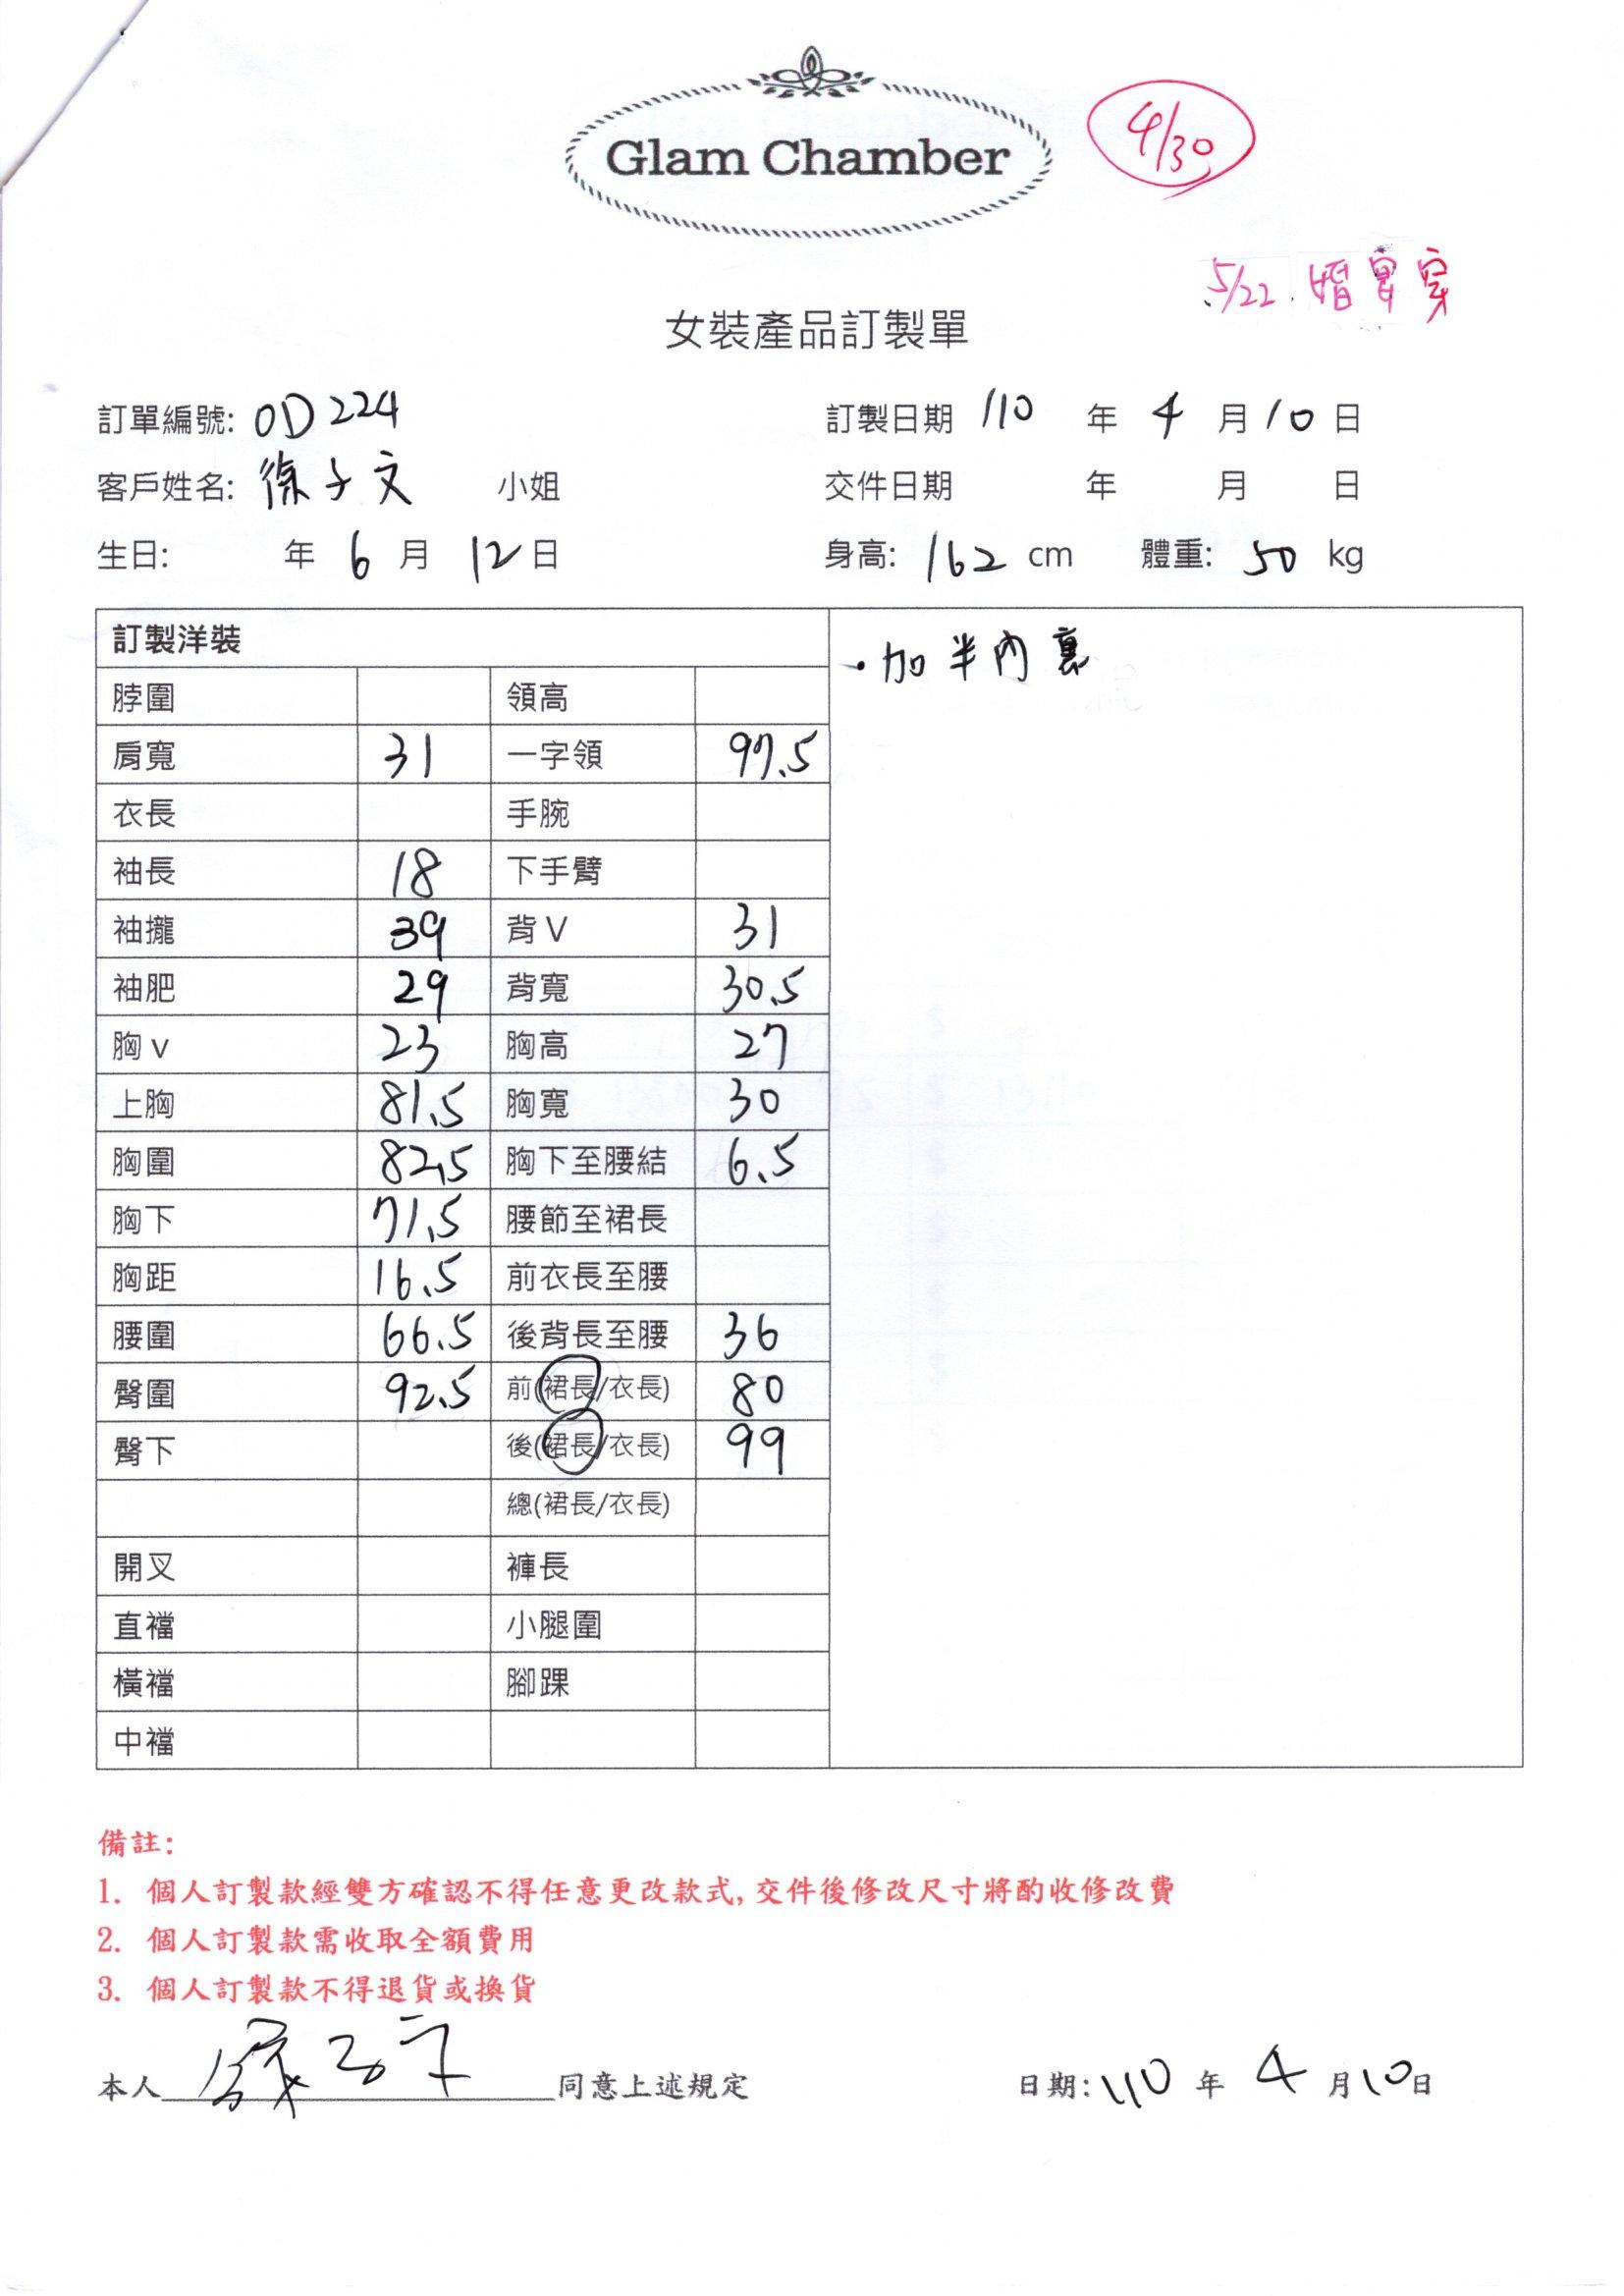 Glam Chamber
4/30
5/22 婚宴穿
女裝產品訂製單
訂單編號: OD224 訂製日期 110 年 4 月 10 日
客戶姓名: 徐子文 小姐 交件日期 年 月 日
生日: 年 6 月 12 日 身高: 162 cm 體重: 50 kg
訂製洋裝
·加半內裏
脖圍 領高
肩寬 31 一字領 97.5
衣長 手腕
袖長 18 下手臂
袖攏 39 背V 31
袖肥 29 背寬 30.5
胸v 23 胸高 27
上胸 81.5 胸寬 30
胸圍 82.5 胸下至腰結 6.5
胸下 71.5 腰節至裙長
胸距 16.5 前衣長至腰
腰圍 66.5 後背長至腰 36
臀圍 92.5 前(裙長/衣長) 80
臀下 後(裙長/衣長) 99
總(裙長/衣長)
開叉 褲長
直襠 小腿圍
橫襠 腳踝
中襠
備註:
1. 個人訂製款經雙方確認不得任意更改款式,交件後修改尺寸將酌收修改費
2. 個人訂製款需收取全額費用
3. 個人訂製款不得退貨或換貨
本人 徐子文 同意上述規定 日期: 110 年 4 月 10 日